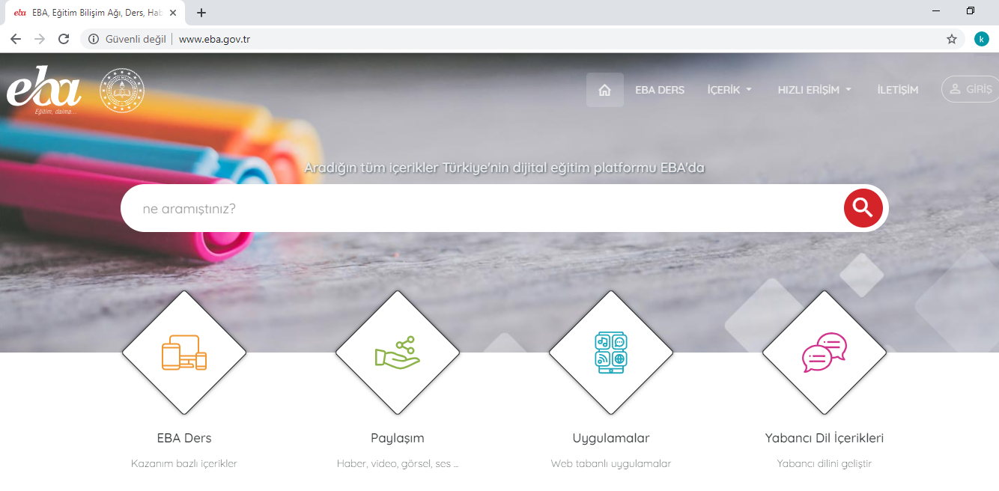 eba EBA, Eğitim Bilişim Ağı, Ders, Hab
Güvenli değil www.eba.gov.tr k
eba
Eğitim, daima...
EBA DERS İÇERİK HIZLI ERİŞİM İLETİŞİM GİRİŞ
Aradığın tüm içerikler Türkiye'nin dijital eğitim platformu EBA'da
ne aramıştınız?
EBA Ders Paylaşım Uygulamalar Yabancı Dil İçerikleri
Kazanım bazlı içerikler Haber, video, görsel, ses ... Web tabanlı uygulamalar Yabancı dilini geliştir